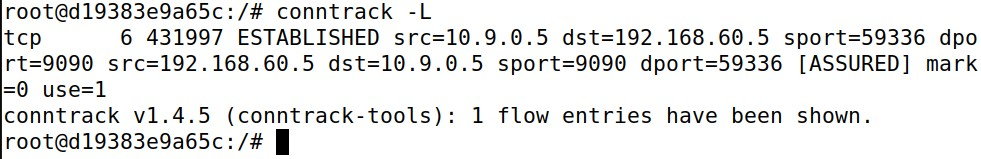 root@d19383e9a65c:/# conntrack -L
tcp      6 431997 ESTABLISHED src=10.9.0.5 dst=192.168.60.5 sport=59336 dpo
rt=9090 src=192.168.60.5 dst=10.9.0.5 sport=9090 dport=59336 [ASSURED] mark
=0 use=1
conntrack v1.4.5 (conntrack-tools): 1 flow entries have been shown.
root@d19383e9a65c:/#